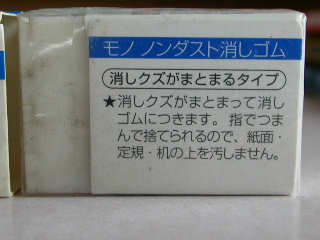 モノ ノンダスト消しゴム
消しクズがまとまるタイプ
★消しクズがまとまって消し
ゴムにつきます。指でつま
んで捨てられるので、紙面・
定規・机の上を汚しません。